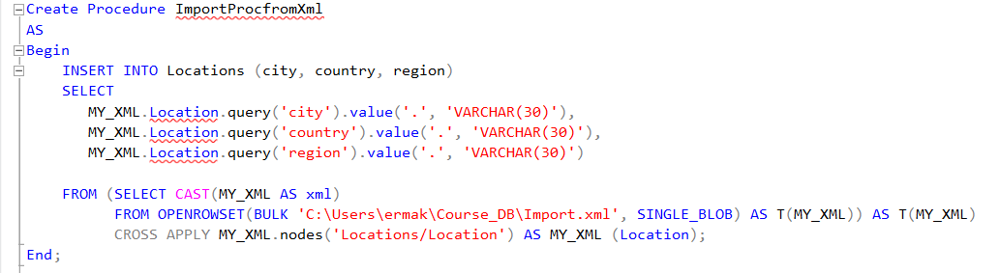 Create Procedure ImportProcfromXml
AS
Begin
INSERT INTO Locations (city, country, region)
SELECT
MY_XML.Location.query('city').value('.', 'VARCHAR(30)'),
MY_XML.Location.query('country').value('.', 'VARCHAR(30)'),
MY_XML.Location.query('region').value('.', 'VARCHAR(30)')
FROM (SELECT CAST(MY_XML AS xml)
FROM OPENROWSET(BULK 'C:\Users\ermak\Course_DB\Import.xml', SINGLE_BLOB) AS T(MY_XML)) AS T(MY_XML)
CROSS APPLY MY_XML.nodes('Locations/Location') AS MY_XML (Location);
End;